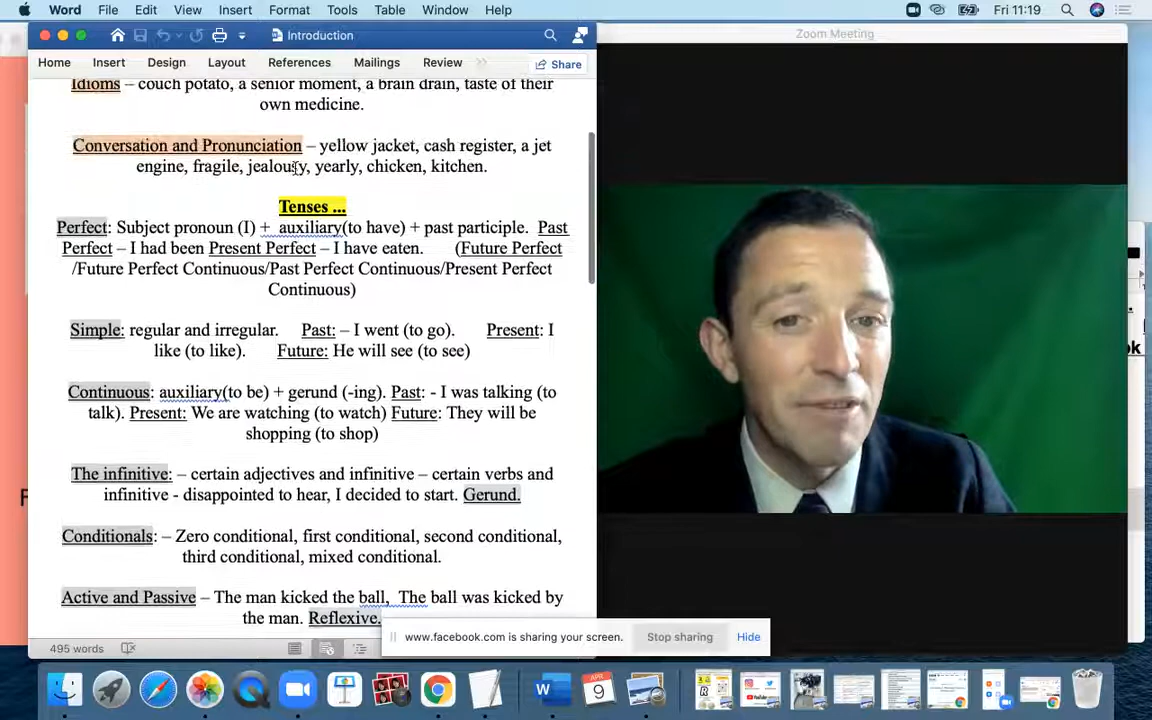 Word File Edit View Insert Format Tools Table Window Help Fri 11:19
Introduction
Zoom Meeting
Home Insert Design Layout References Mailings Review Share
Idioms – couch potato, a senior moment, a brain drain, taste of their
own medicine.
Conversation and Pronunciation – yellow jacket, cash register, a jet
engine, fragile, jealousy, yearly, chicken, kitchen.
Tenses ...
Perfect: Subject pronoun (I) + auxiliary(to have) + past participle. Past
Perfect – I had been Present Perfect – I have eaten. (Future Perfect
/Future Perfect Continuous/Past Perfect Continuous/Present Perfect
Continuous)
Simple: regular and irregular. Past: – I went (to go). Present: I
like (to like). Future: He will see (to see)
Continuous: auxiliary(to be) + gerund (-ing). Past: - I was talking (to
talk). Present: We are watching (to watch) Future: They will be
shopping (to shop)
The infinitive: – certain adjectives and infinitive – certain verbs and
infinitive - disappointed to hear, I decided to start. Gerund.
Conditionals: – Zero conditional, first conditional, second conditional,
third conditional, mixed conditional.
Active and Passive – The man kicked the ball, The ball was kicked by
the man. Reflexive.
www.facebook.com is sharing your screen. Stop sharing Hide
495 words
APR
9
W